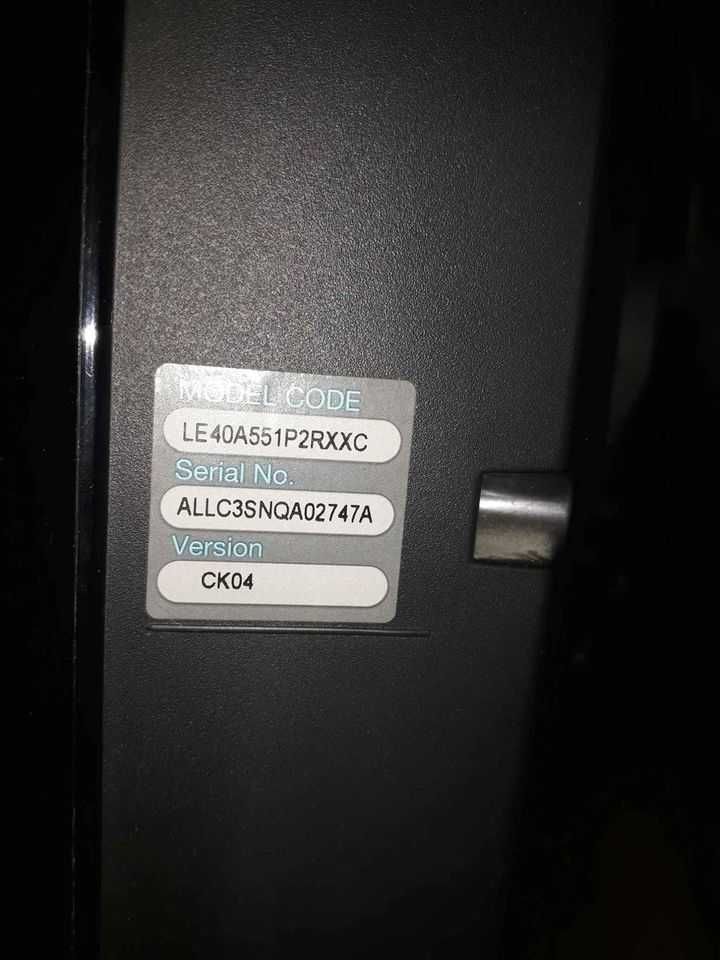 MODEL CODE
LE40A551P2RXXC
Serial No.
ALLC3SNQA02747A
Version
CK04